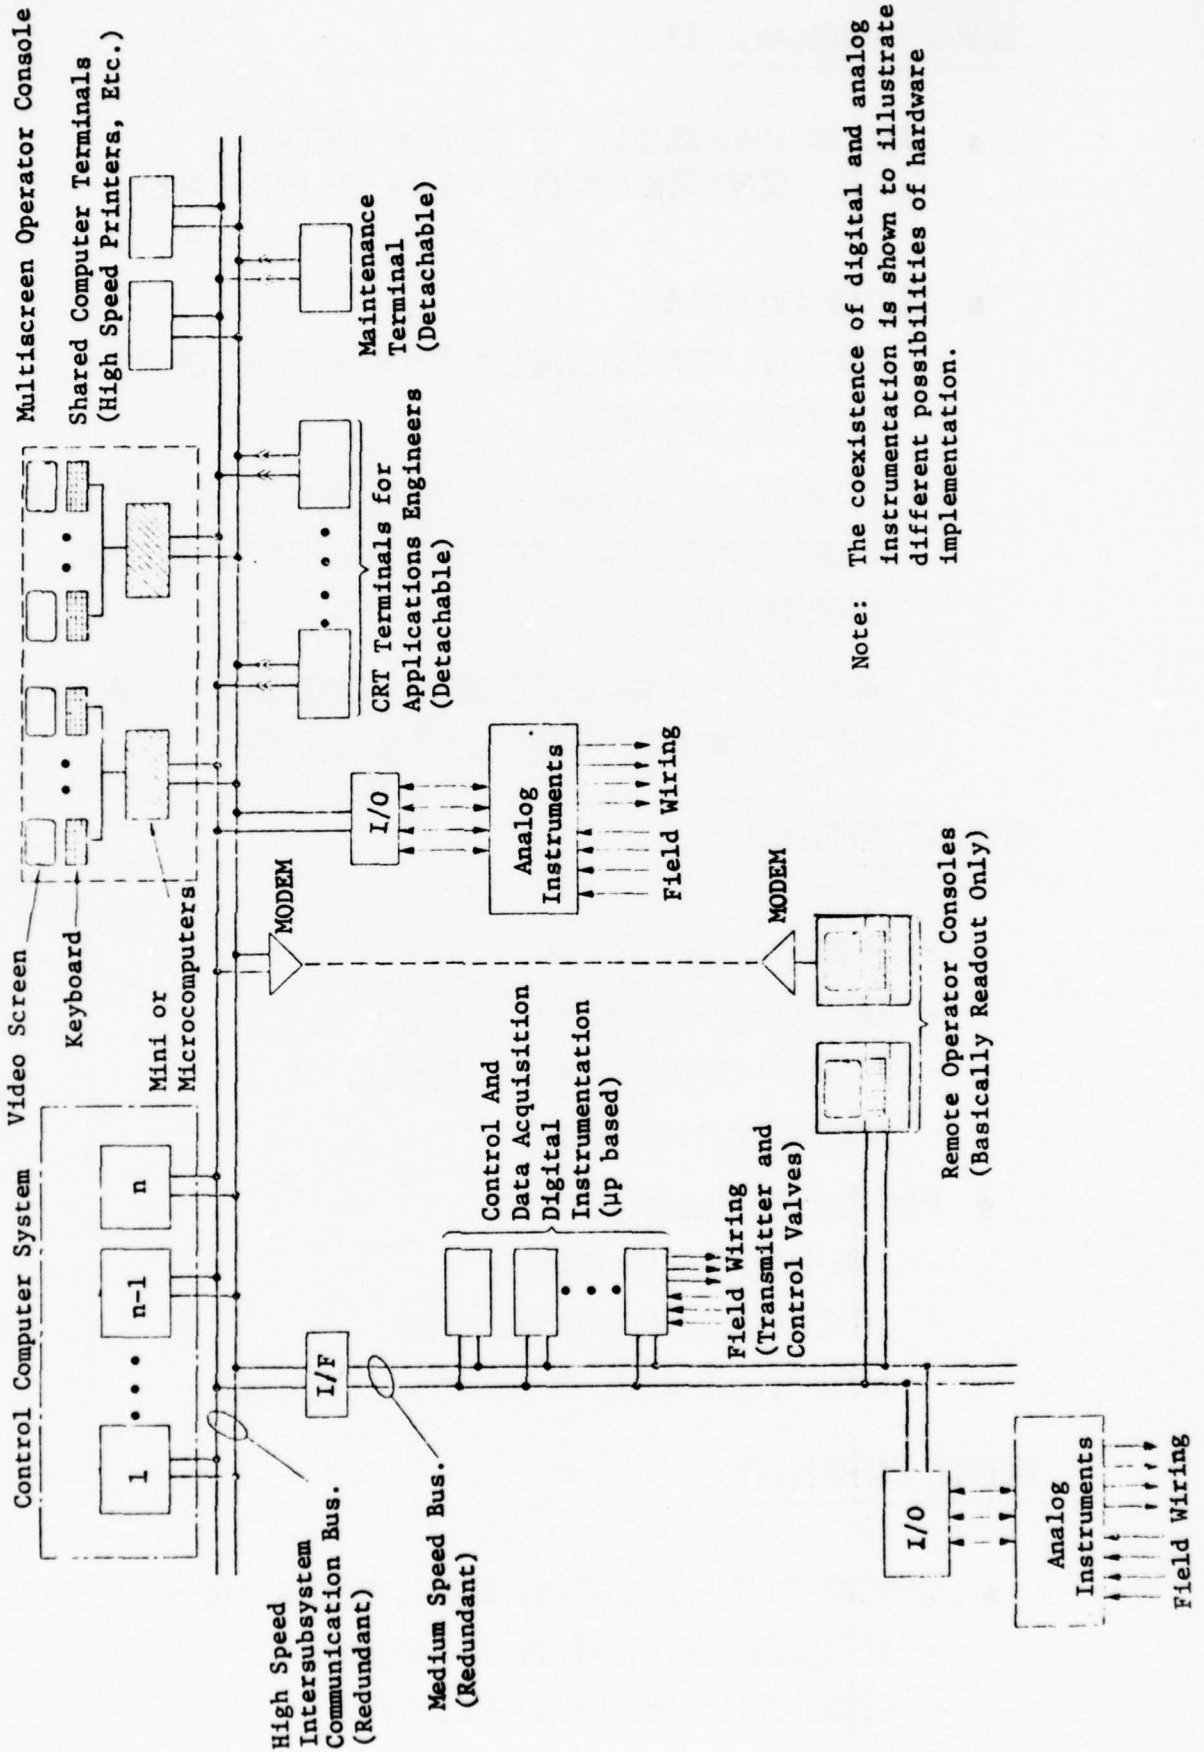 Control Computer System
Video Screen
Keyboard
Mini or
Microcomputers
Multiscreen Operator Console
Shared Computer Terminals
(High Speed Printers, Etc.)
1
n-1
n
High Speed
Intersubsystem
Communication Bus.
(Redundant)
Medium Speed Bus.
(Redundant)
I/F
MODEM
I/O
Analog
Instruments
Field Wiring
CRT Terminals for
Applications Engineers
(Detachable)
Maintenance
Terminal
(Detachable)
Control And
Data Acquisition
Digital
Instrumentation
(μp based)
Field Wiring
(Transmitter and
Control Valves)
MODEM
Remote Operator Consoles
(Basically Readout Only)
I/O
Analog
Instruments
Field Wiring
Note: The coexistence of digital and analog
instrumentation is shown to illustrate
different possibilities of hardware
implementation.